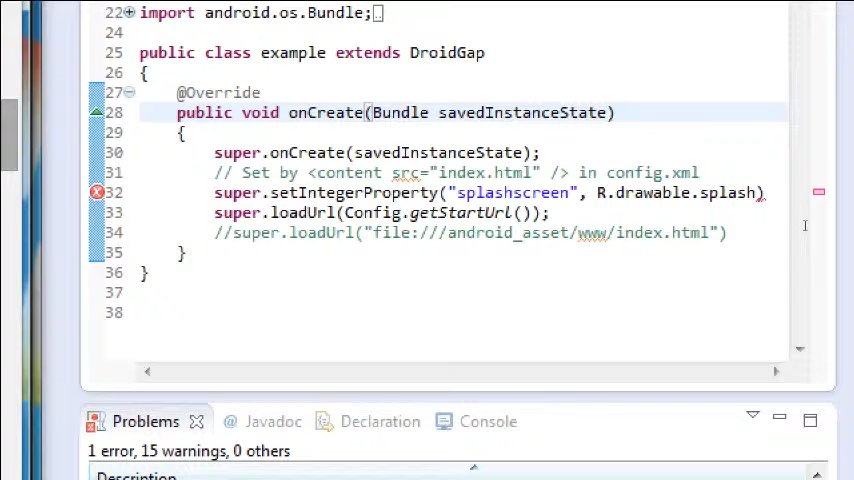 22 import android.os.Bundle;
24
25 public class example extends DroidGap
26 {
27 @Override
28 public void onCreate(Bundle savedInstanceState)
29 {
30 super.onCreate(savedInstanceState);
31 // Set by <content src="index.html" /> in config.xml
32 super.setIntegerProperty("splashscreen", R.drawable.splash)
33 super.loadUrl(Config.getStartUrl());
34 //super.loadUrl("file:///android_asset/www/index.html")
35 }
36 }
37
38
Problems @ Javadoc Declaration Console
1 error, 15 warnings, 0 others
Description